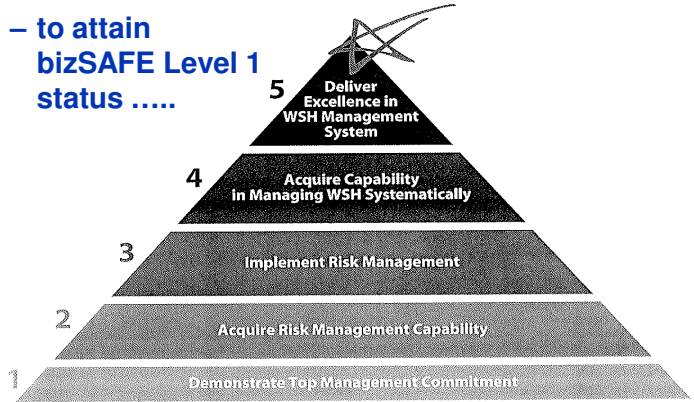 – to attain
bizSAFE Level 1
status .....
5
Deliver
Excellence in
WSH Management
System
4
Acquire Capability
in Managing WSH Systematically
3
Implement Risk Management
2
Acquire Risk Management Capability
1
Demonstrate Top Management Commitment